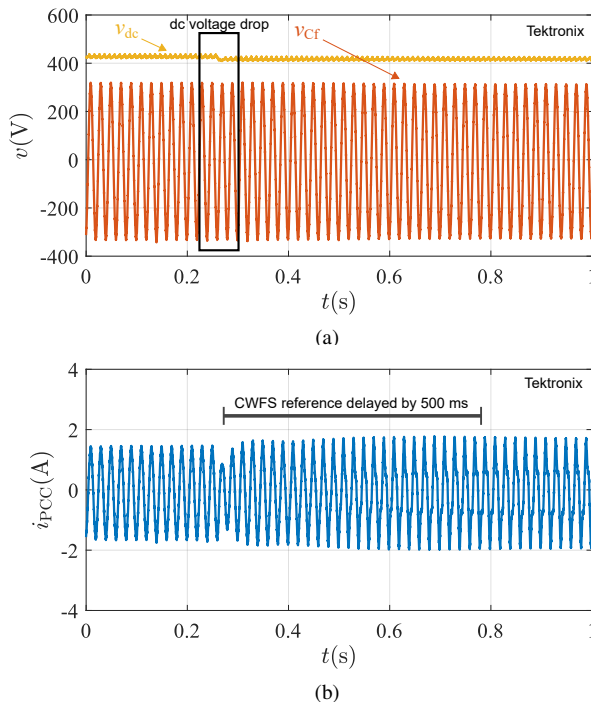 dc voltage drop
600
v_dc
v_Cf
Tektronix
400
200
v(V)
0
-200
-400
0
0.2
0.4
0.6
0.8
1
t(s)
(a)
4
Tektronix
CWFS reference delayed by 500 ms
2
i_PCC(A)
0
-2
-4
0
0.2
0.4
0.6
0.8
1
t(s)
(b)